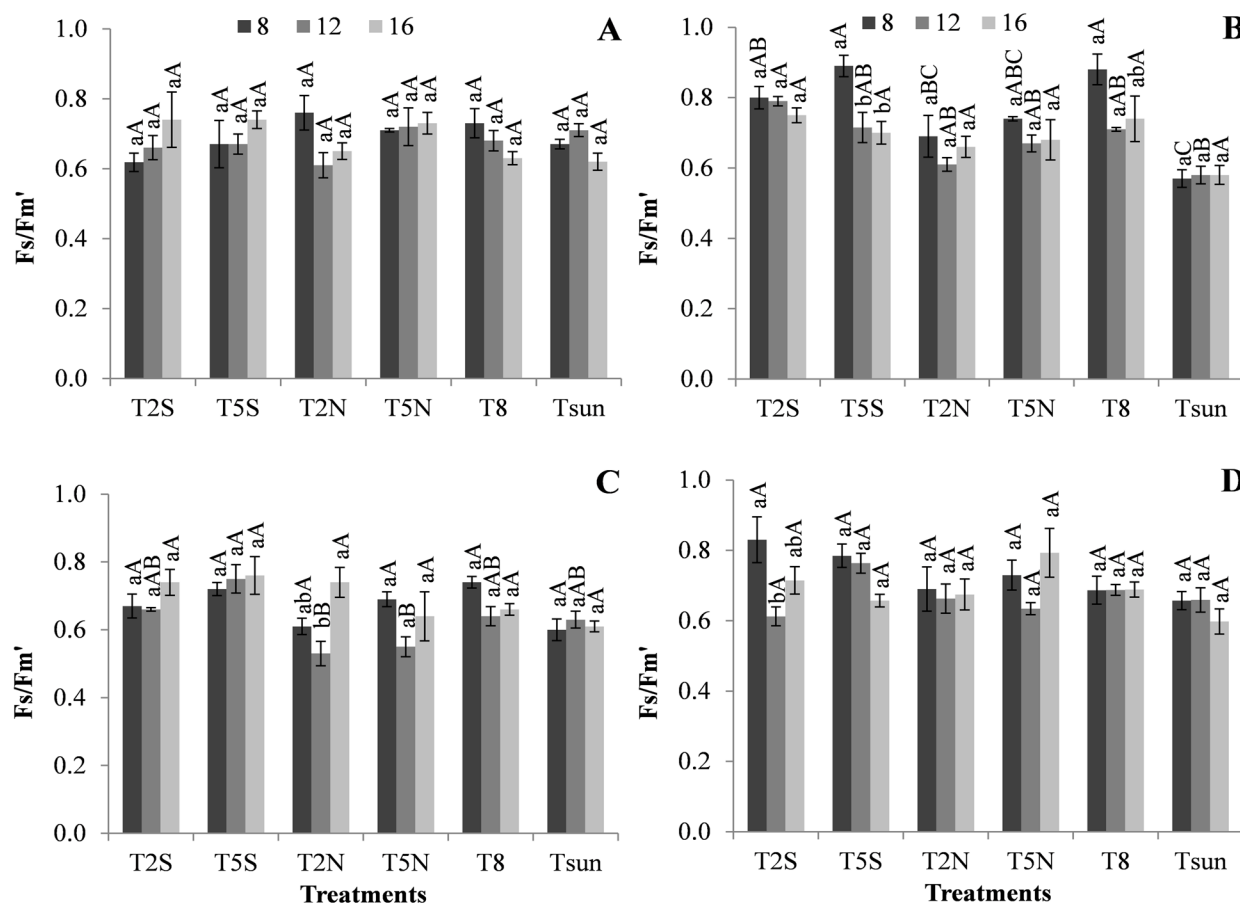 8 12 16
A
Fs/Fm'
1.0
0.8
0.6
0.4
0.2
0.0
aA aA aA aA aA aA aA aA aA aA aA aA aA aA aA aA aA aA
T2S T5S T2N T5N T8 Tsun
8 12 16
B
Fs/Fm'
1.0
0.8
0.6
0.4
0.2
0.0
aAB aA aA aA bAB bA aBC aAB aA aABC aAB aA aA aAB abA aC aB aA
T2S T5S T2N T5N T8 Tsun
C
Fs/Fm'
1.0
0.8
0.6
0.4
0.2
0.0
aA aAB aA aA aA aA abA bB aA aA aB aA aA aAB aA aA aAB aA
T2S T5S T2N T5N T8 Tsun
Treatments
D
Fs/Fm'
1.0
0.8
0.6
0.4
0.2
0.0
aA bA abA aA aA aA aA aA aA aA aA aA aA aA aA aA aA aA
T2S T5S T2N T5N T8 Tsun
Treatments